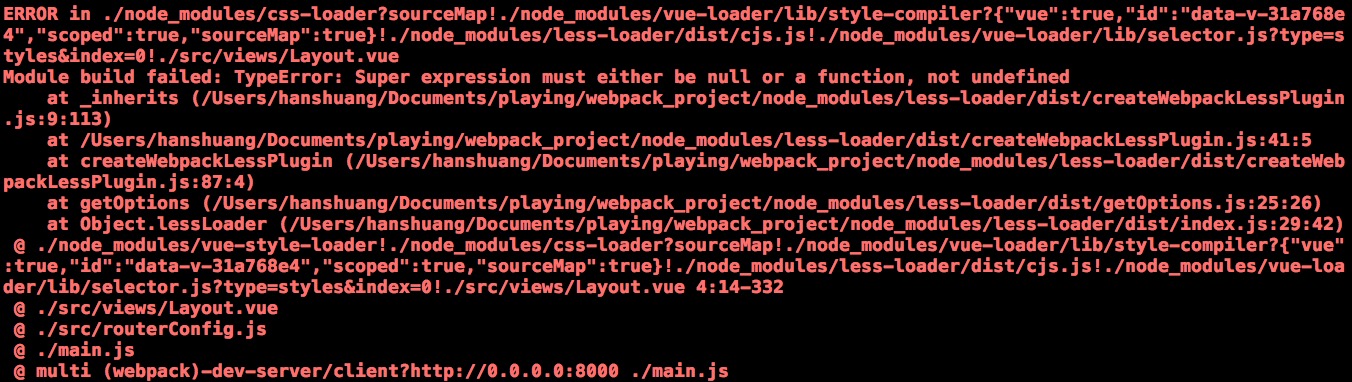 ERROR in ./node_modules/css-loader?sourceMap!./node_modules/vue-loader/lib/style-compiler?{"vue":true,"id":"data-v-31a768e
4","scoped":true,"sourceMap":true}!./node_modules/less-loader/dist/cjs.js!./node_modules/vue-loader/lib/selector.js?type=s
tyles&index=0!./src/views/Layout.vue
Module build failed: TypeError: Super expression must either be null or a function, not undefined
    at _inherits (/Users/hanshuang/Documents/playing/webpack_project/node_modules/less-loader/dist/createWebpackLessPlugin
.js:9:113)
    at /Users/hanshuang/Documents/playing/webpack_project/node_modules/less-loader/dist/createWebpackLessPlugin.js:41:5
    at createWebpackLessPlugin (/Users/hanshuang/Documents/playing/webpack_project/node_modules/less-loader/dist/createWeb
packLessPlugin.js:87:4)
    at getOptions (/Users/hanshuang/Documents/playing/webpack_project/node_modules/less-loader/dist/getOptions.js:25:26)
    at Object.lessLoader (/Users/hanshuang/Documents/playing/webpack_project/node_modules/less-loader/dist/index.js:29:42)
 @ ./node_modules/vue-style-loader!./node_modules/css-loader?sourceMap!./node_modules/vue-loader/lib/style-compiler?{"vue"
:true,"id":"data-v-31a768e4","scoped":true,"sourceMap":true}!./node_modules/less-loader/dist/cjs.js!./node_modules/vue-loa
der/lib/selector.js?type=styles&index=0!./src/views/Layout.vue 4:14-332
 @ ./src/views/Layout.vue
 @ ./src/routerConfig.js
 @ ./main.js
 @ multi (webpack)-dev-server/client?http://0.0.0.0:8000 ./main.js